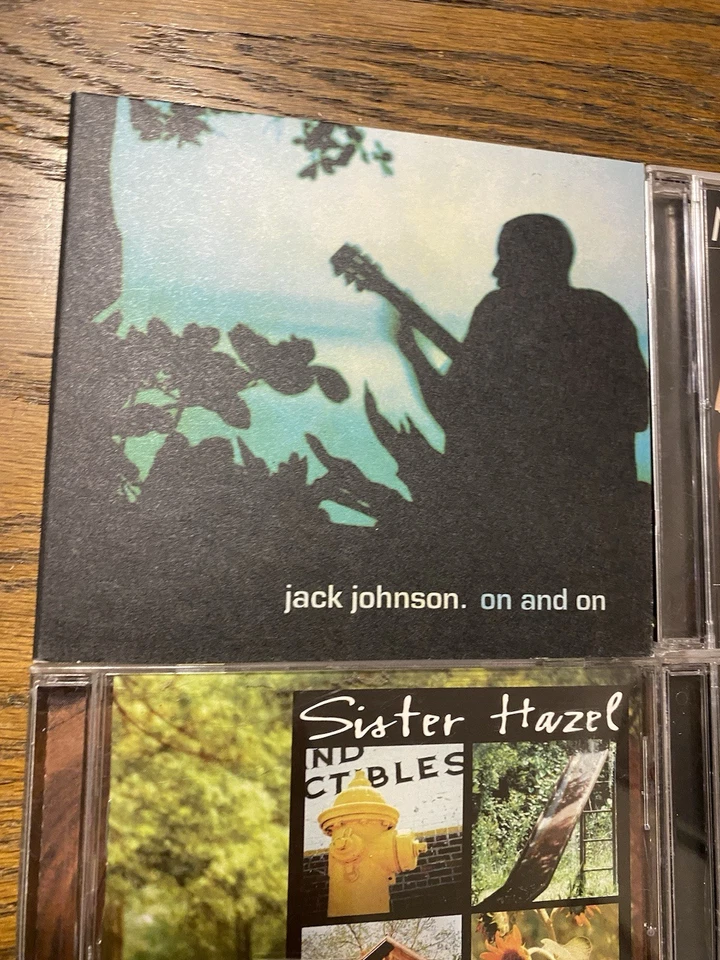 jack johnson. on and on
Sister Hazel
ND
CTIBLES